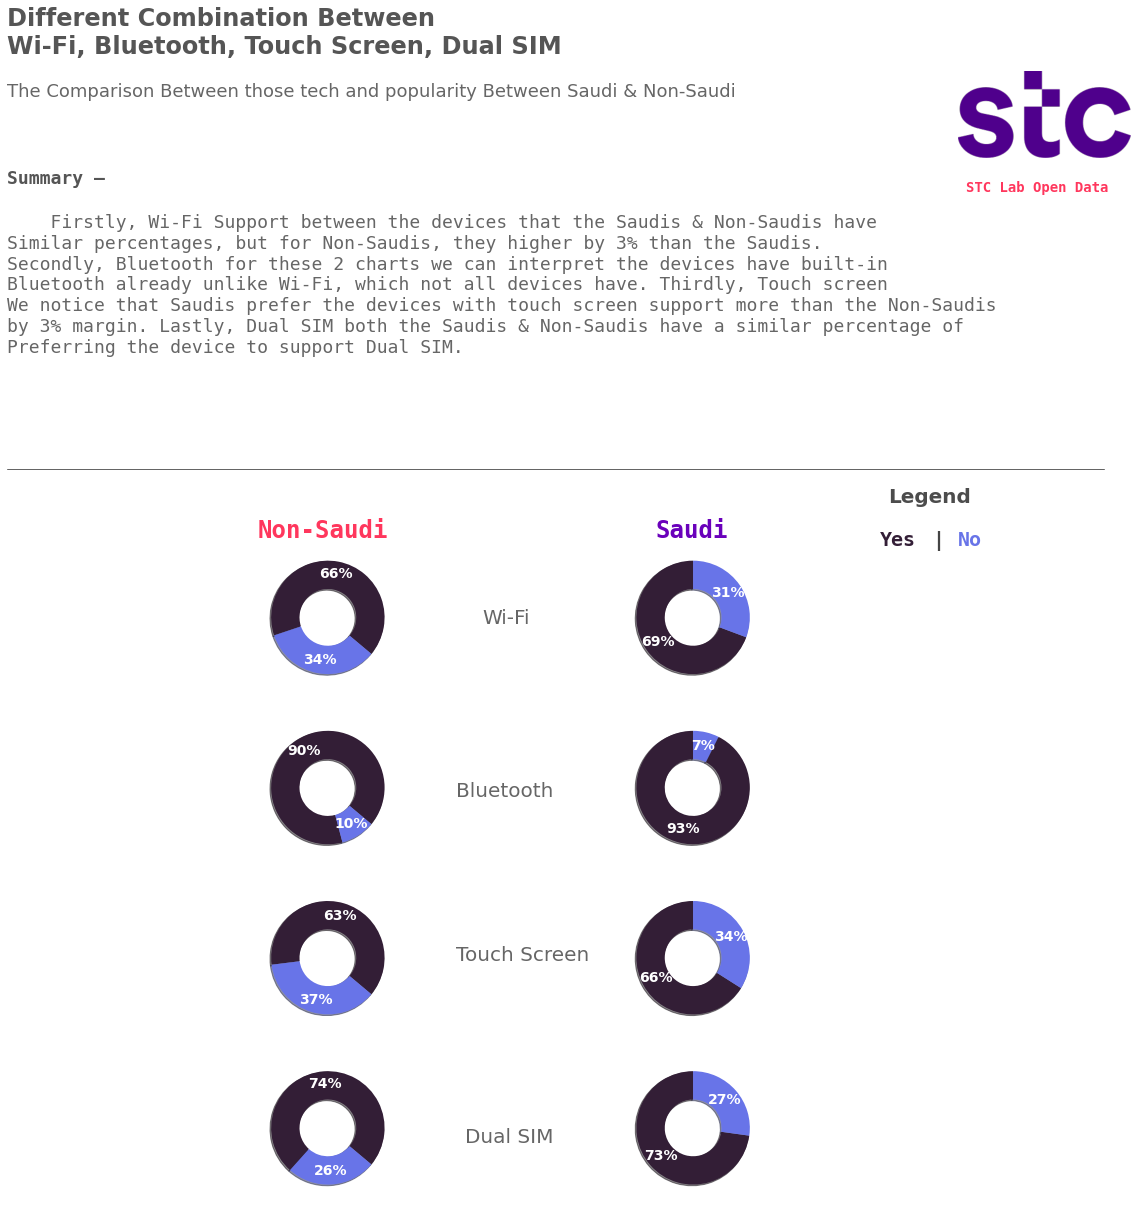 Different Combination Between
Wi-Fi, Bluetooth, Touch Screen, Dual SIM
The Comparison Between those tech and popularity Between Saudi & Non-Saudi
stc
STC Lab Open Data
Summary —
Firstly, Wi-Fi Support between the devices that the Saudis & Non-Saudis have
Similar percentages, but for Non-Saudis, they higher by 3% than the Saudis.
Secondly, Bluetooth for these 2 charts we can interpret the devices have built-in
Bluetooth already unlike Wi-Fi, which not all devices have. Thirdly, Touch screen
We notice that Saudis prefer the devices with touch screen support more than the Non-Saudis
by 3% margin. Lastly, Dual SIM both the Saudis & Non-Saudis have a similar percentage of
Preferring the device to support Dual SIM.
Legend
Yes | No
Non-Saudi
Saudi
66%
34%
Wi-Fi
31%
69%
90%
10%
Bluetooth
7%
93%
63%
37%
Touch Screen
34%
66%
74%
26%
Dual SIM
27%
73%